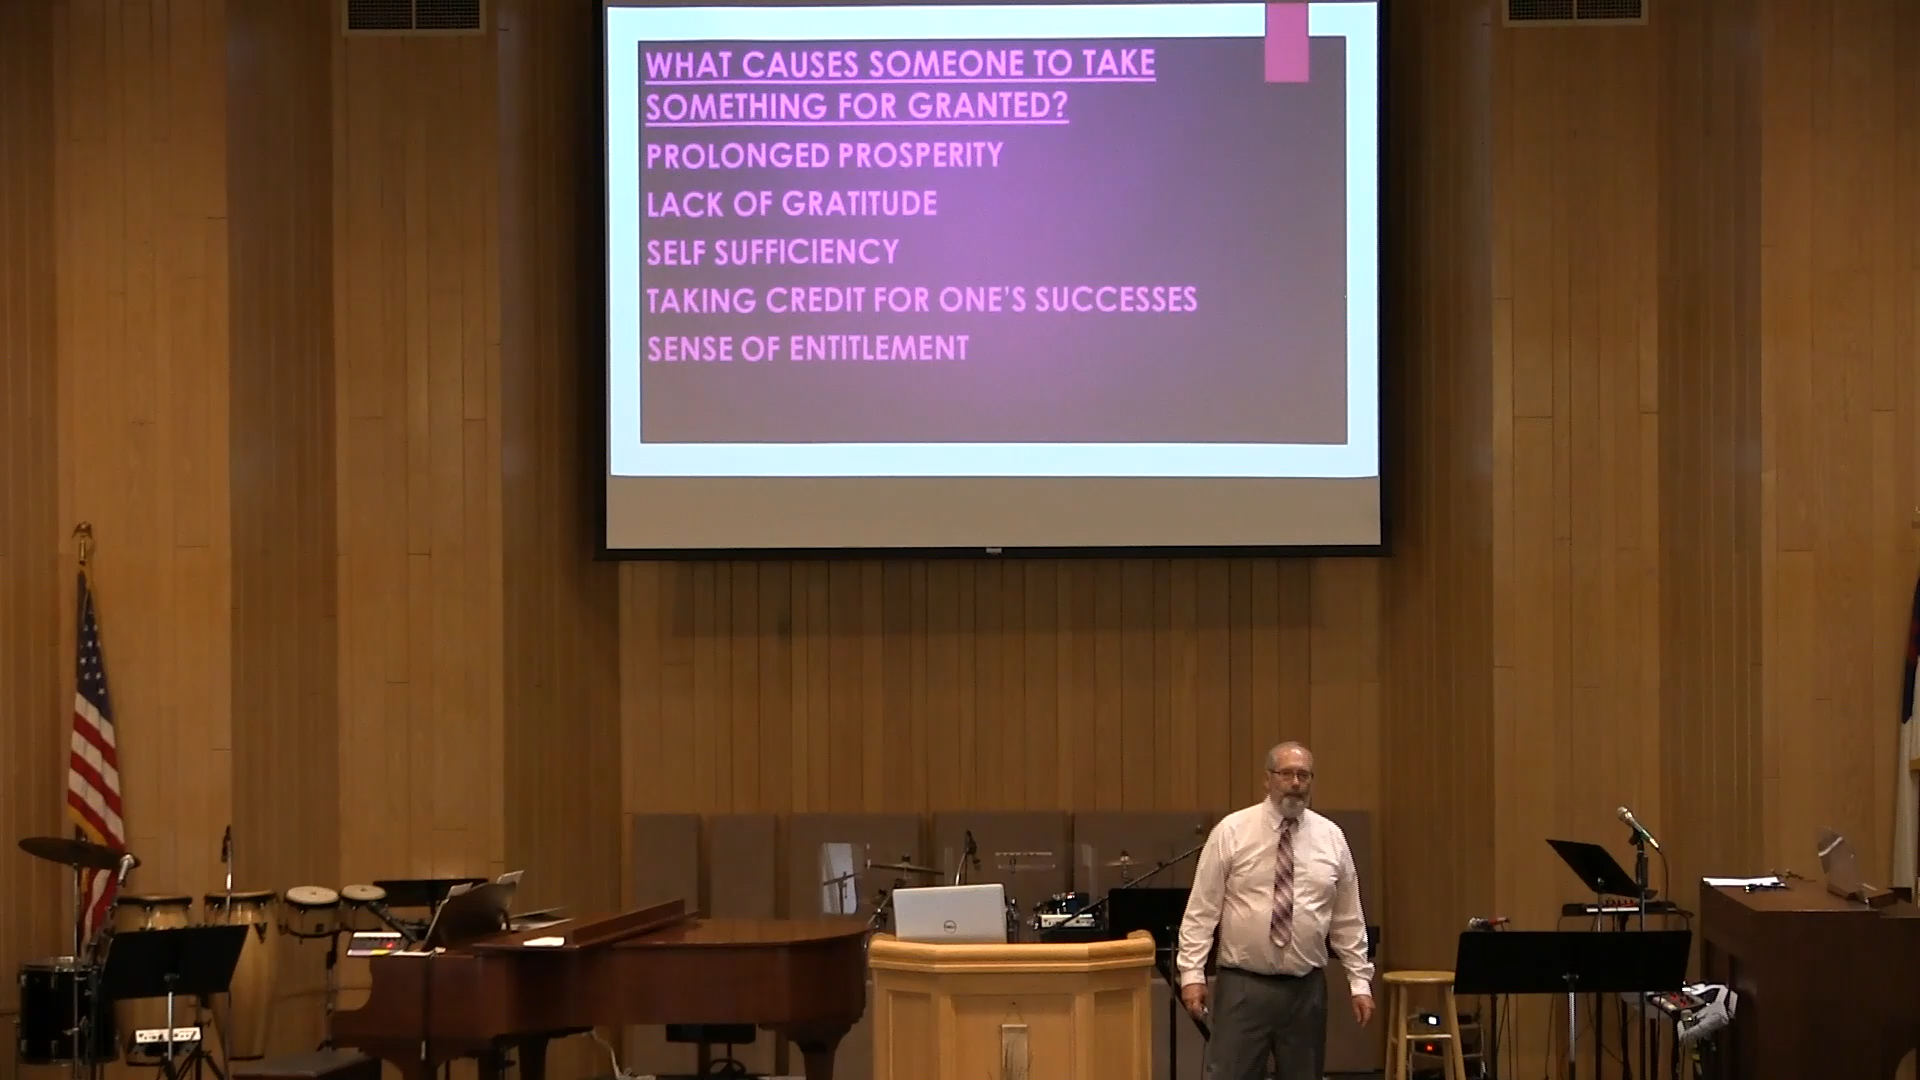 WHAT CAUSES SOMEONE TO TAKE
SOMETHING FOR GRANTED?
PROLONGED PROSPERITY
LACK OF GRATITUDE
SELF SUFFICIENCY
TAKING CREDIT FOR ONE'S SUCCESSES
SENSE OF ENTITLEMENT
DELL